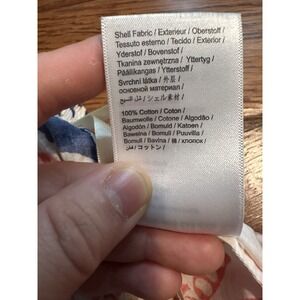 Shell Fabric / Exterieur / Oberstoff /
Tessuto esterno / Tecido / Exterior /
Yderstof / Bovenstof /
Tkanina zewnętrzna / Yttertyg /
Päällikangas / Ytterstoff /
Svrchní látka / 外层 /
основной материал /
シェル素材 /
100% Cotton / Coton /
Baumwolle / Cotone / Algodão /
Algodón / Bomuld / Katoen /
Bawełna / Bomull / Puuvilla /
Bomull / Bavlna / 棉 / хлопок /
قطن / コットン /